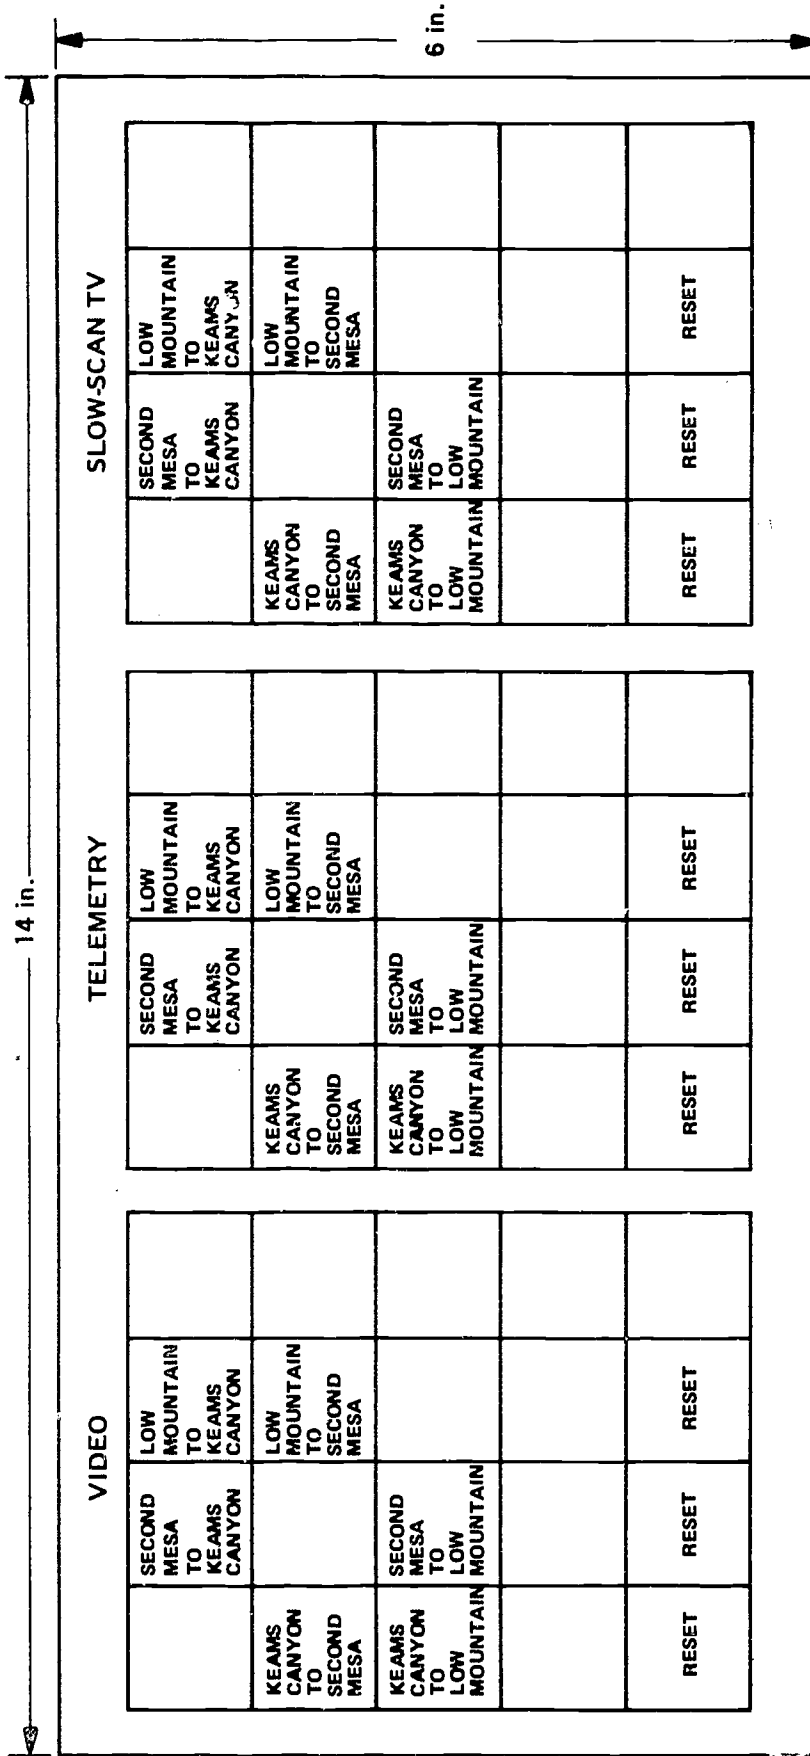 14 in.
6 in.
VIDEO
SECOND
MESA
TO
KEAMS
CANYON
LOW
MOUNTAIN
TO
KEAMS
CANYON
KEAMS
CANYON
TO
SECOND
MESA
LOW
MOUNTAIN
TO
SECOND
MESA
KEAMS
CANYON
TO
LOW
MOUNTAIN
SECOND
MESA
TO
LOW
MOUNTAIN
RESET
RESET
RESET
TELEMETRY
SECOND
MESA
TO
KEAMS
CANYON
LOW
MOUNTAIN
TO
KEAMS
CANYON
KEAMS
CANYON
TO
SECOND
MESA
LOW
MOUNTAIN
TO
SECOND
MESA
KEAMS
CANYON
TO
LOW
MOUNTAIN
SECOND
MESA
TO
LOW
MOUNTAIN
RESET
RESET
RESET
SLOW-SCAN TV
SECOND
MESA
TO
KEAMS
CANYON
LOW
MOUNTAIN
TO
KEAMS
CANYON
KEAMS
CANYON
TO
SECOND
MESA
LOW
MOUNTAIN
TO
SECOND
MESA
KEAMS
CANYON
TO
LOW
MOUNTAIN
SECOND
MESA
TO
LOW
MOUNTAIN
RESET
RESET
RESET